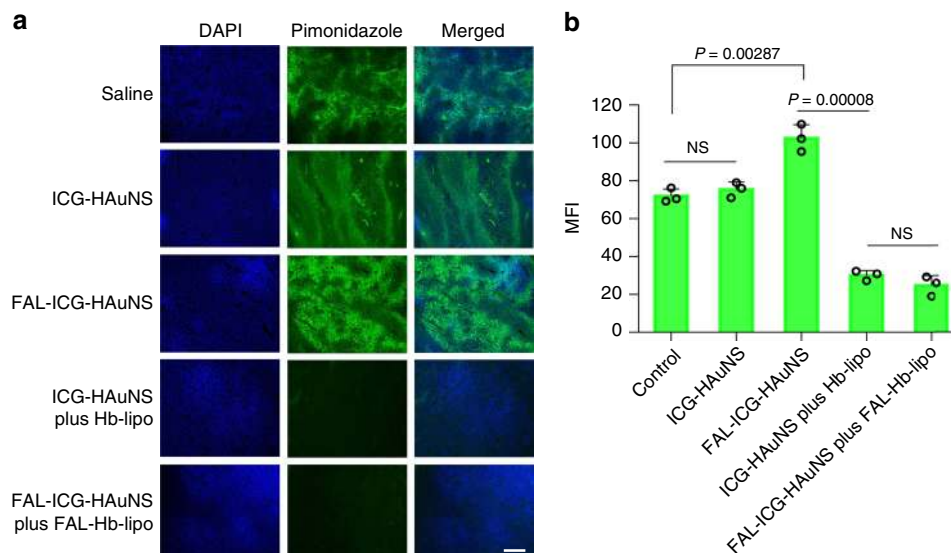 a
DAPI Pimonidazole Merged
Saline
ICG-HAuNS
FAL-ICG-HAuNS
ICG-HAuNS
plus Hb-lipo
FAL-ICG-HAuNS
plus FAL-Hb-lipo
b
P = 0.00287
P = 0.00008
NS
NS
MFI
120
100
80
60
40
20
0
Control
ICG-HAuNS
FAL-ICG-HAuNS
ICG-HAuNS plus Hb-lipo
FAL-ICG-HAuNS plus FAL-Hb-lipo